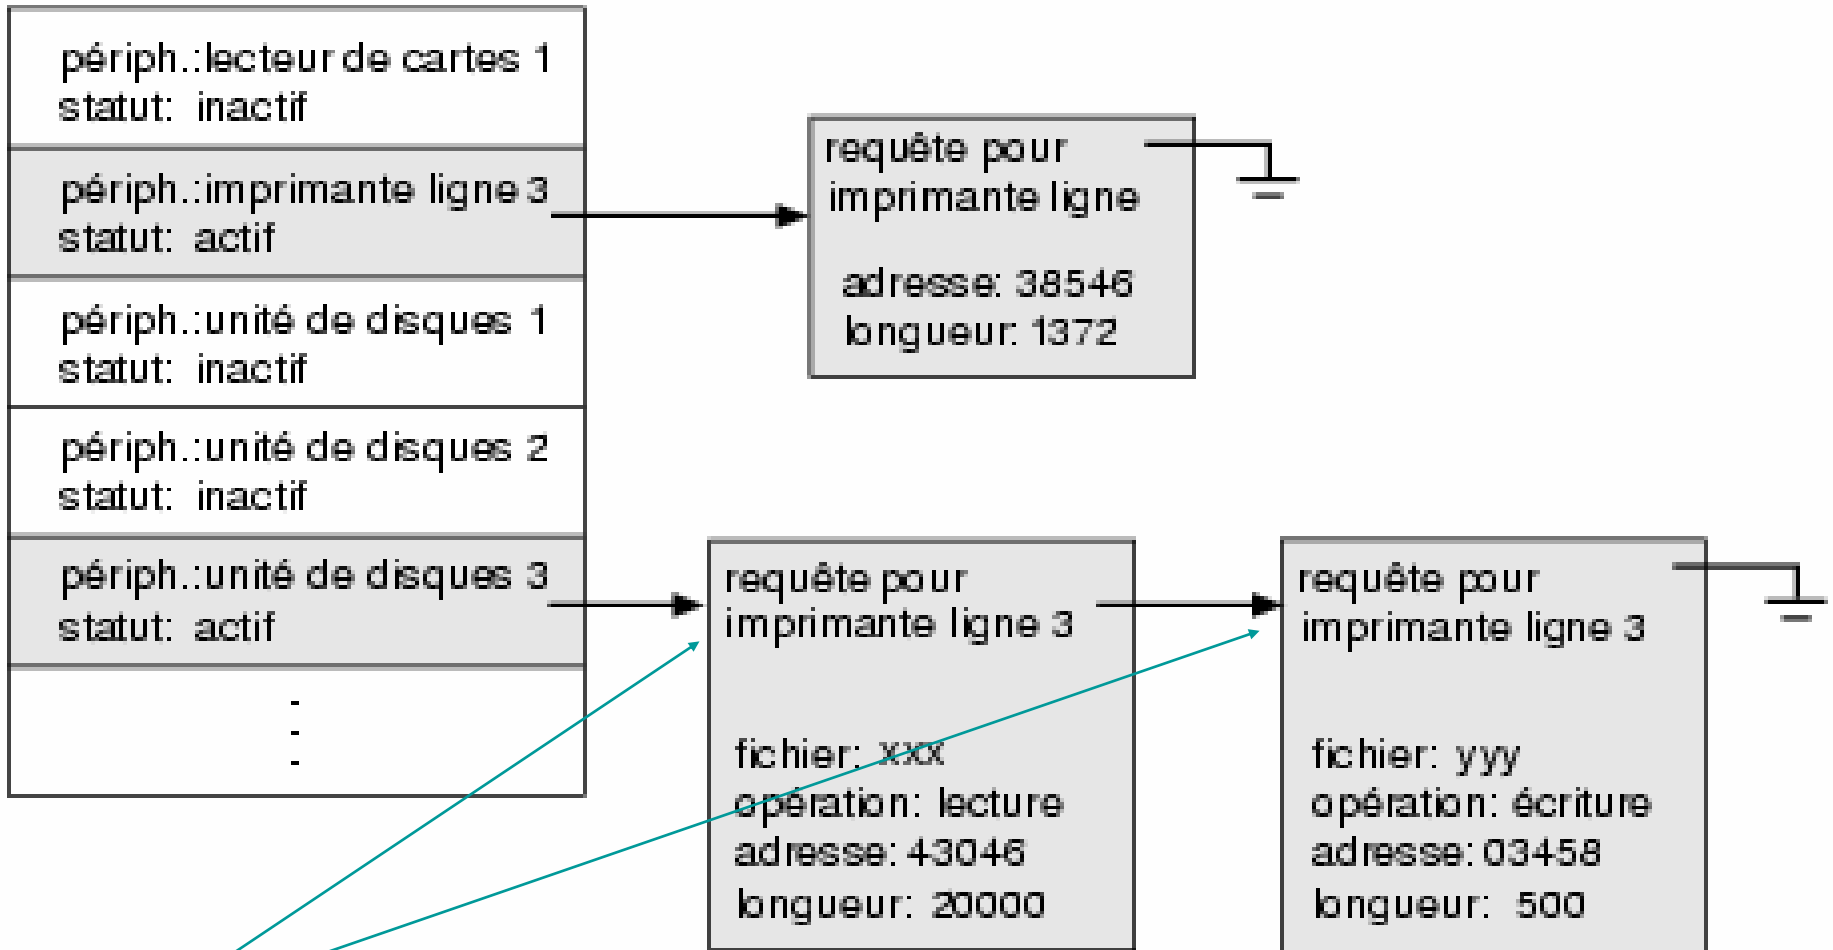 périph.:lecteur de cartes 1
statut: inactif
périph.:imprimante ligne 3
statut: actif
périph.:unité de disques 1
statut: inactif
périph.:unité de disques 2
statut: inactif
périph.:unité de disques 3
statut: actif
requête pour
imprimante ligne
adresse: 38546
longueur: 1372
requête pour
imprimante ligne 3
fichier: xxx
opération: lecture
adresse: 43046
longueur: 20000
requête pour
imprimante ligne 3
fichier: yyy
opération: écriture
adresse: 03458
longueur: 500